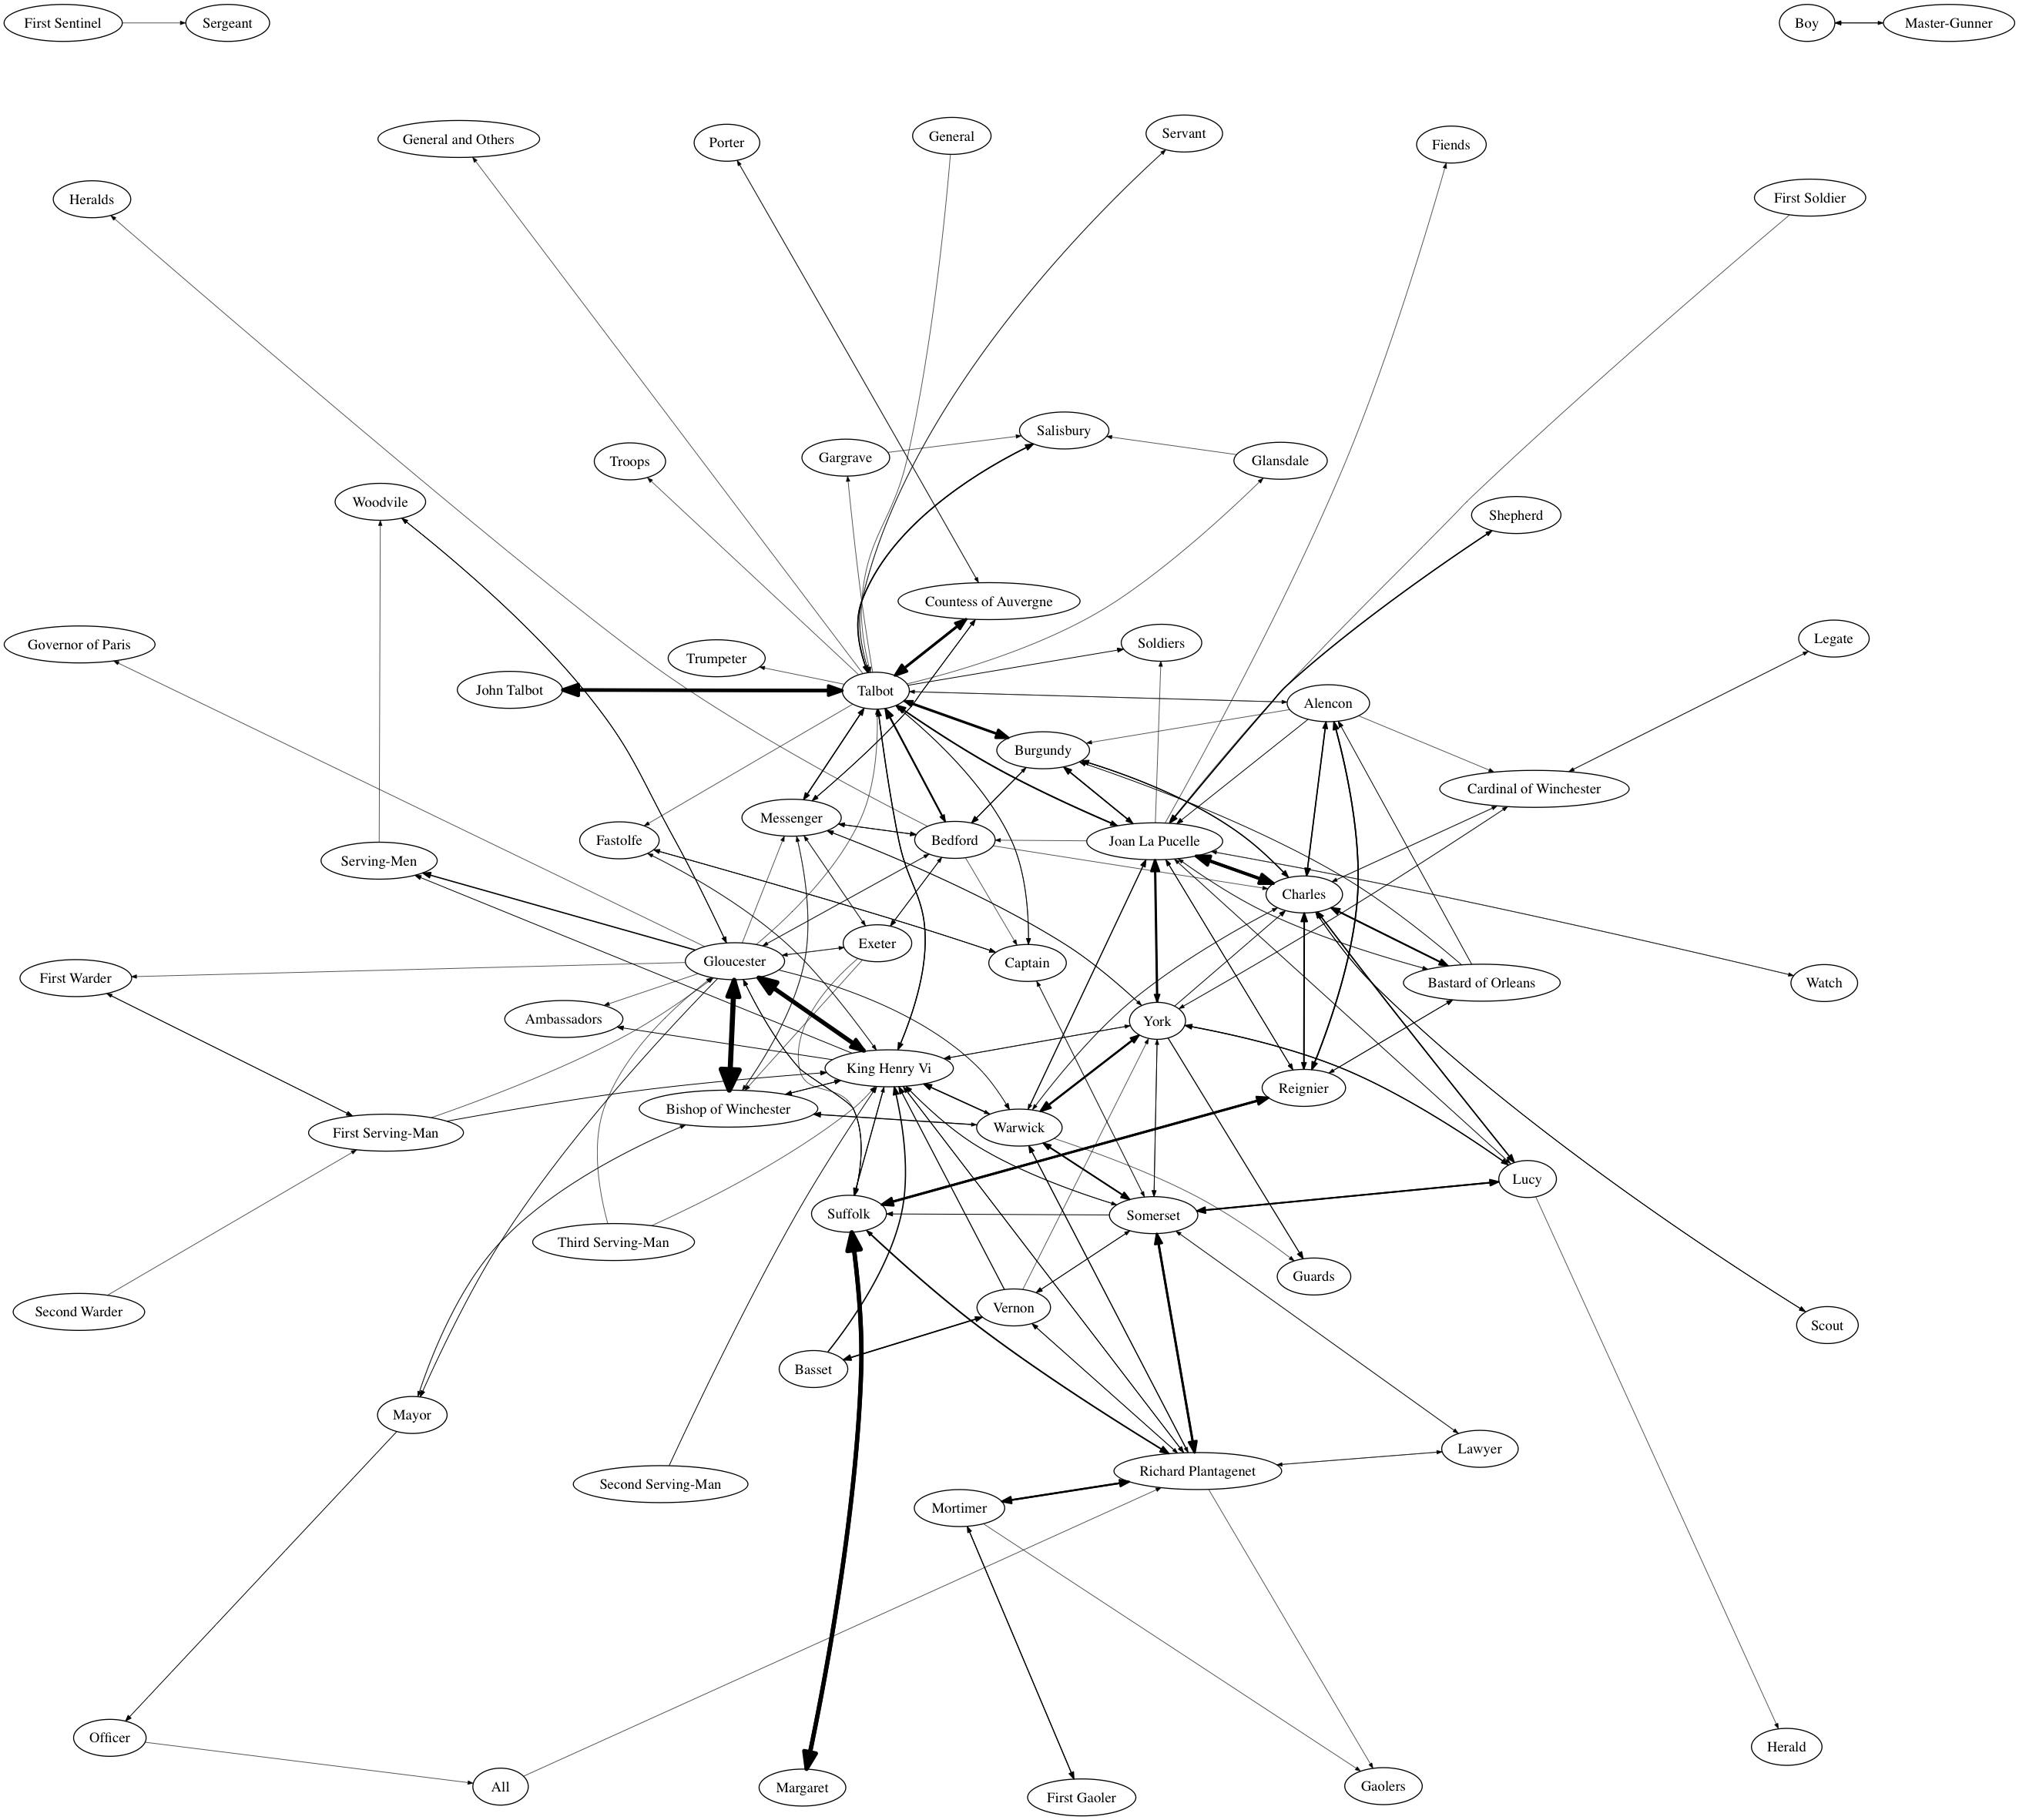 First Sentinel
Sergeant
Boy
Master-Gunner
General and Others
Porter
General
Servant
Fiends
Heralds
First Soldier
Salisbury
Troops
Gargrave
Glansdale
Woodvile
Shepherd
Countess of Auvergne
Governor of Paris
Trumpeter
Soldiers
Legate
John Talbot
Talbot
Alencon
Burgundy
Cardinal of Winchester
Messenger
Fastolfe
Bedford
Joan La Pucelle
Serving-Men
Charles
Exeter
Gloucester
Captain
First Warder
Bastard of Orleans
Watch
Ambassadors
York
King Henry Vi
Reignier
Bishop of Winchester
Warwick
First Serving-Man
Lucy
Suffolk
Somerset
Third Serving-Man
Guards
Second Warder
Vernon
Scout
Basset
Mayor
Lawyer
Richard Plantagenet
Second Serving-Man
Mortimer
Officer
Herald
All
Margaret
First Gaoler
Gaolers